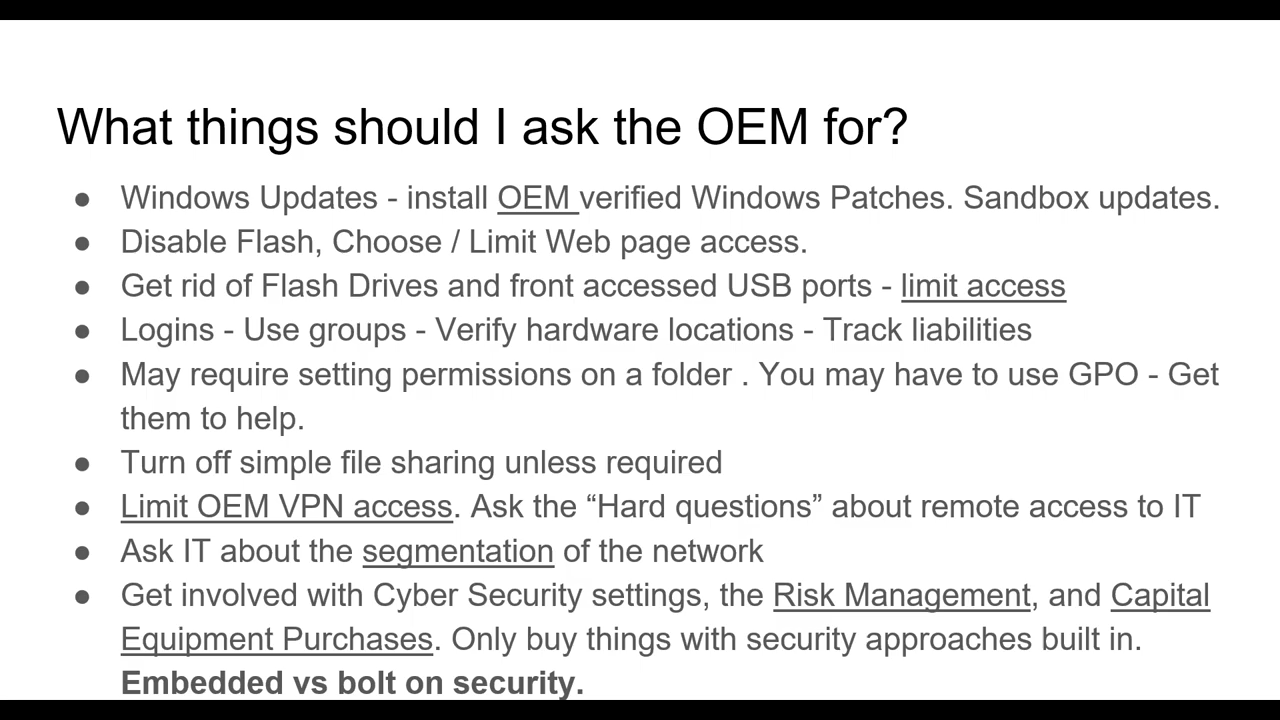 What things should I ask the OEM for?
● Windows Updates - install OEM verified Windows Patches. Sandbox updates.
● Disable Flash, Choose / Limit Web page access.
● Get rid of Flash Drives and front accessed USB ports - limit access
● Logins - Use groups - Verify hardware locations - Track liabilities
● May require setting permissions on a folder . You may have to use GPO - Get
them to help.
● Turn off simple file sharing unless required
● Limit OEM VPN access. Ask the “Hard questions” about remote access to IT
● Ask IT about the segmentation of the network
● Get involved with Cyber Security settings, the Risk Management, and Capital
Equipment Purchases. Only buy things with security approaches built in.
Embedded vs bolt on security.